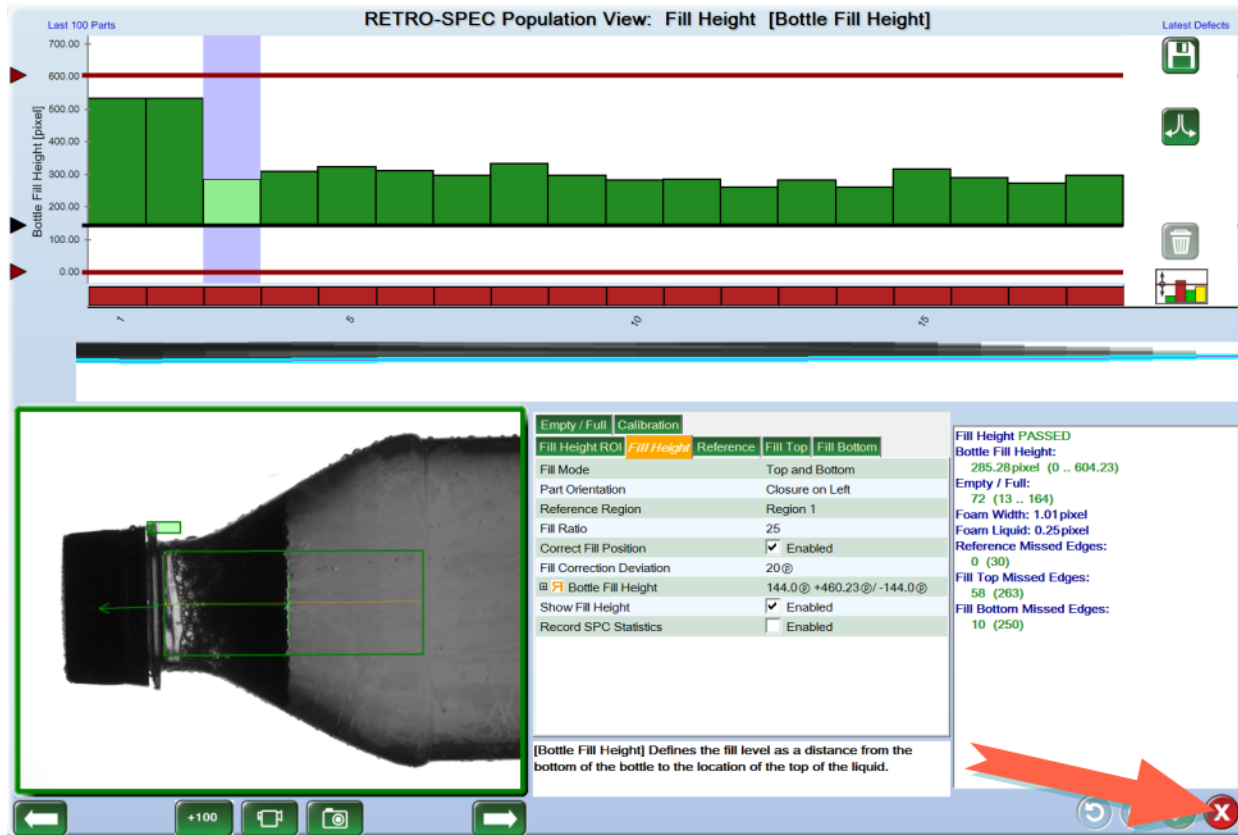 RETRO-SPEC Population View: Fill Height [Bottle Fill Height]
Last 100 Parts
Latest Defects
Bottle Fill Height [pixel]
700.00
600.00
500.00
400.00
300.00
200.00
100.00
0.00
1
5
10
15
Empty / Full
Calibration
Fill Height ROI
Fill Height
Reference
Fill Top
Fill Bottom
Fill Mode Top and Bottom
Part Orientation Closure on Left
Reference Region Region 1
Fill Ratio 25
Correct Fill Position Enabled
Fill Correction Deviation 20ⓟ
Я Bottle Fill Height 144.0ⓟ +460.23ⓟ/ -144.0ⓟ
Show Fill Height Enabled
Record SPC Statistics Enabled
[Bottle Fill Height] Defines the fill level as a distance from the
bottom of the bottle to the location of the top of the liquid.
Fill Height PASSED
Bottle Fill Height:
285.28pixel (0 .. 604.23)
Empty / Full:
72 (13 .. 164)
Foam Width: 1.01pixel
Foam Liquid: 0.25pixel
Reference Missed Edges:
0 (30)
Fill Top Missed Edges:
58 (263)
Fill Bottom Missed Edges:
10 (250)
+100
X